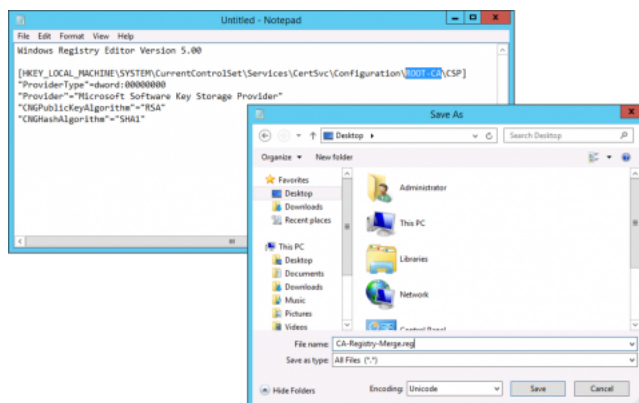 Untitled - Notepad
File Edit Format View Help
Windows Registry Editor Version 5.00
[HKEY_LOCAL_MACHINE\SYSTEM\CurrentControlSet\Services\CertSvc\Configuration\ROOT-CA\CSP]
"ProviderType"=dword:00000000
"Provider"="Microsoft Software Key Storage Provider"
"CNGPublicKeyAlgorithm"="RSA"
"CNGHashAlgorithm"="SHA1"
Save As
Desktop
Search Desktop
Organize New folder
Favorites
Desktop
Downloads
Recent places
This PC
Desktop
Documents
Downloads
Music
Pictures
Videos
Administrator
This PC
Libraries
Network
Control Panel
File name: CA-Registry-Merge.reg
Save as type: All Files (*.*)
Hide Folders
Encoding: Unicode
Save
Cancel